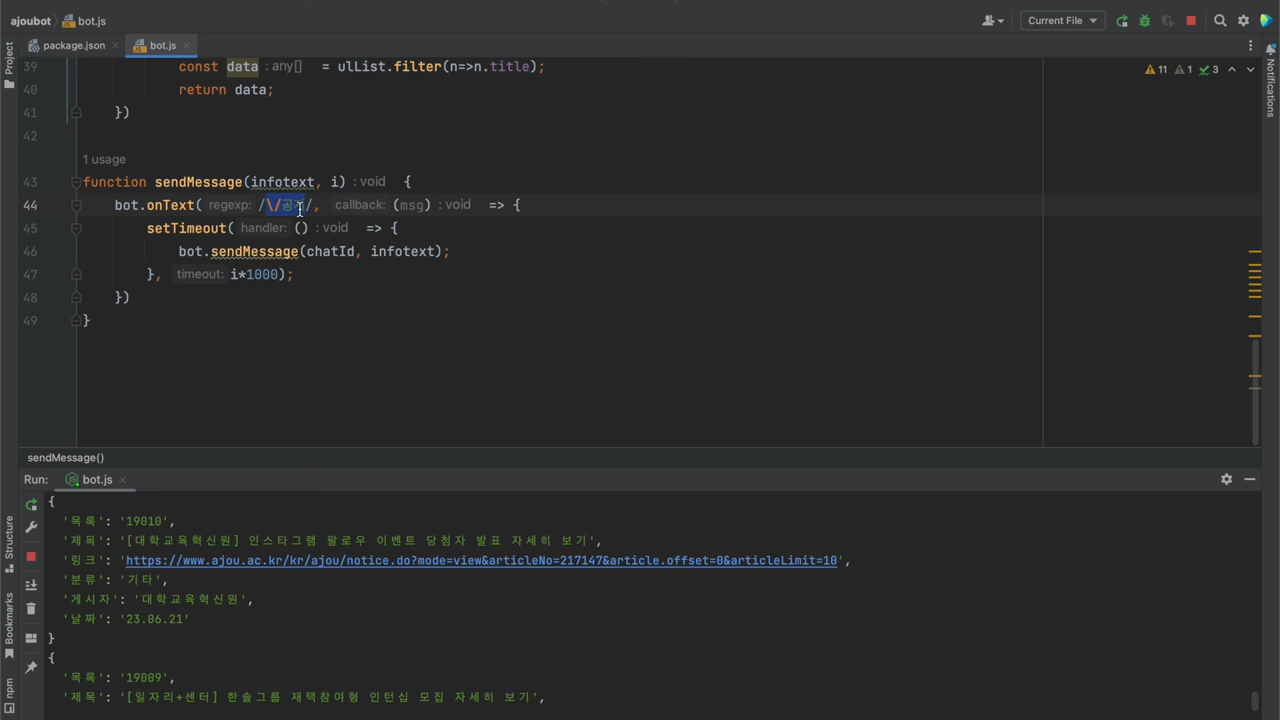 ajoubot
bot.js
Current File
package.json
bot.js
Project
Notifications
39 const data : any[] = ulList.filter(n=>n.title);
11 1 3
40 return data;
41 })
42
1 usage
43 function sendMessage(infotext, i) : void {
44 bot.onText( regexp: /\/공지/, callback: (msg) : void => {
45 setTimeout( handler: () : void => {
46 bot.sendMessage(chatId, infotext);
47 }, timeout: i*1000);
48 })
49 }
sendMessage()
Run: bot.js
{
'목록': '19010',
'제목': '[대학교육혁신원] 인스타그램 팔로우 이벤트 당첨자 발표 자세히 보기',
'링크': 'https://www.ajou.ac.kr/kr/ajou/notice.do?mode=view&articleNo=217147&article.offset=0&articleLimit=10',
'분류': '기타',
'게시자': '대학교육혁신원',
'날짜': '23.06.21'
}
{
'목록': '19009',
'제목': '[일자리+센터] 한솔그룹 재택참여형 인턴십 모집 자세히 보기',
Structure
Bookmarks
npm